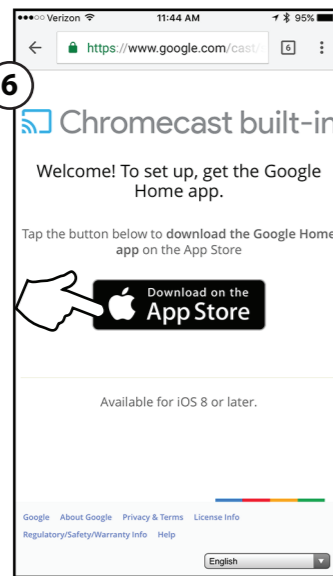 Verizon 11:44 AM 95%
https://www.google.com/cast/ 6
6
Chromecast built-in
Welcome! To set up, get the Google
Home app.
Tap the button below to download the Google Home
app on the App Store
Download on the
App Store
Available for iOS 8 or later.
Google About Google Privacy & Terms License Info
Regulatory/Safety/Warranty Info Help
English